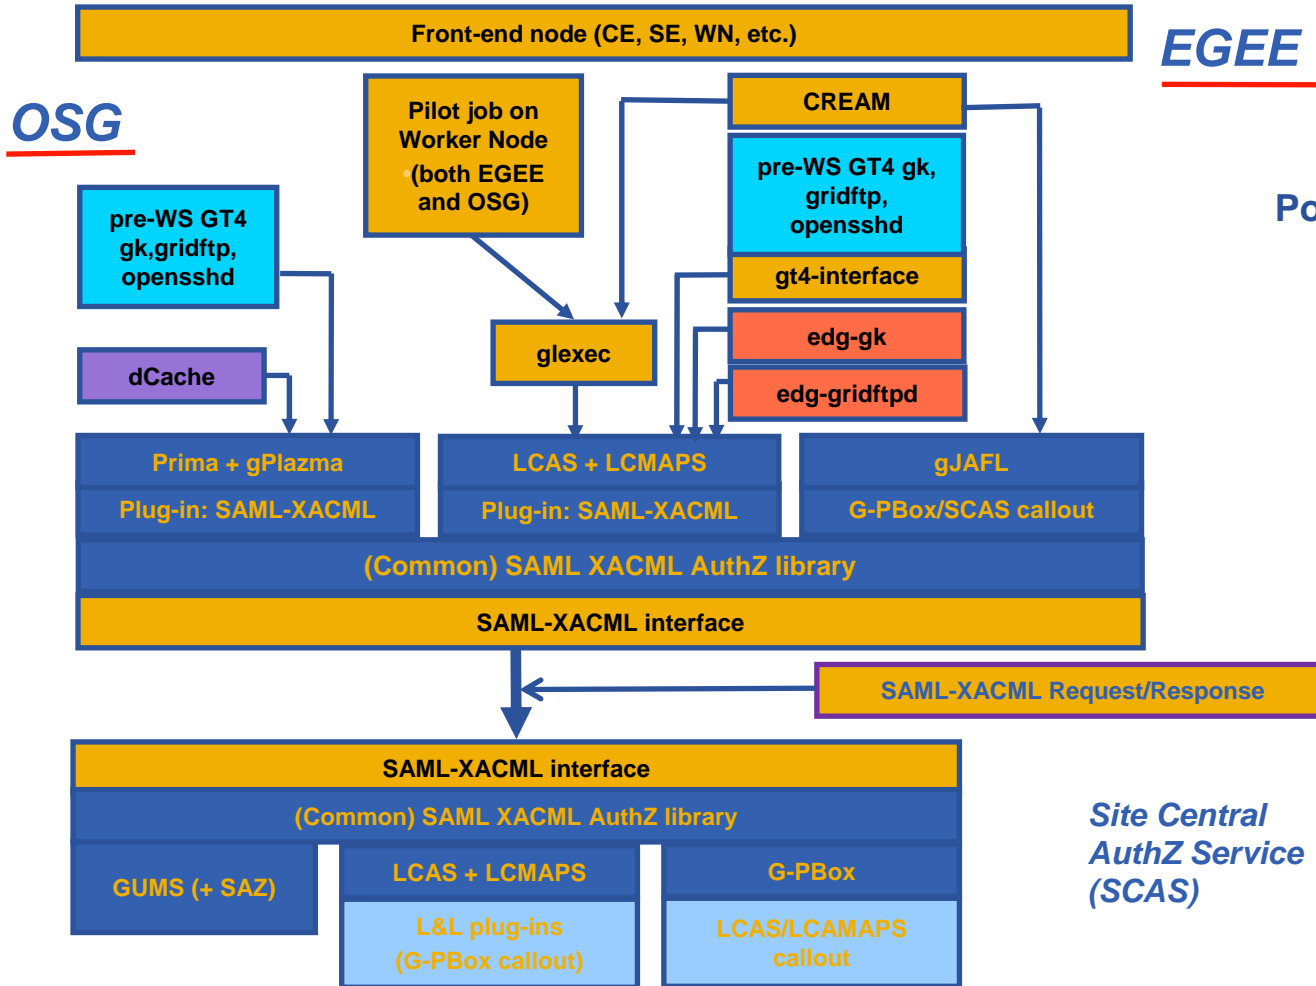 Front-end node (CE, SE, WN, etc.)
EGEE
OSG
Pilot job on
Worker Node
•(both EGEE
and OSG)
CREAM
pre-WS GT4 gk,
gridftp,
opensshd
gt4-interface
edg-gk
edg-gridftpd
Po
pre-WS GT4
gk,gridftp,
opensshd
dCache
glexec
Prima + gPlazma
Plug-in: SAML-XACML
LCAS + LCMAPS
Plug-in: SAML-XACML
gJAFL
G-PBox/SCAS callout
(Common) SAML XACML AuthZ library
SAML-XACML interface
SAML-XACML Request/Response
SAML-XACML interface
(Common) SAML XACML AuthZ library
GUMS (+ SAZ)
LCAS + LCMAPS
L&L plug-ins
(G-PBox callout)
G-PBox
LCAS/LCAMAPS
callout
Site Central
AuthZ Service
(SCAS)